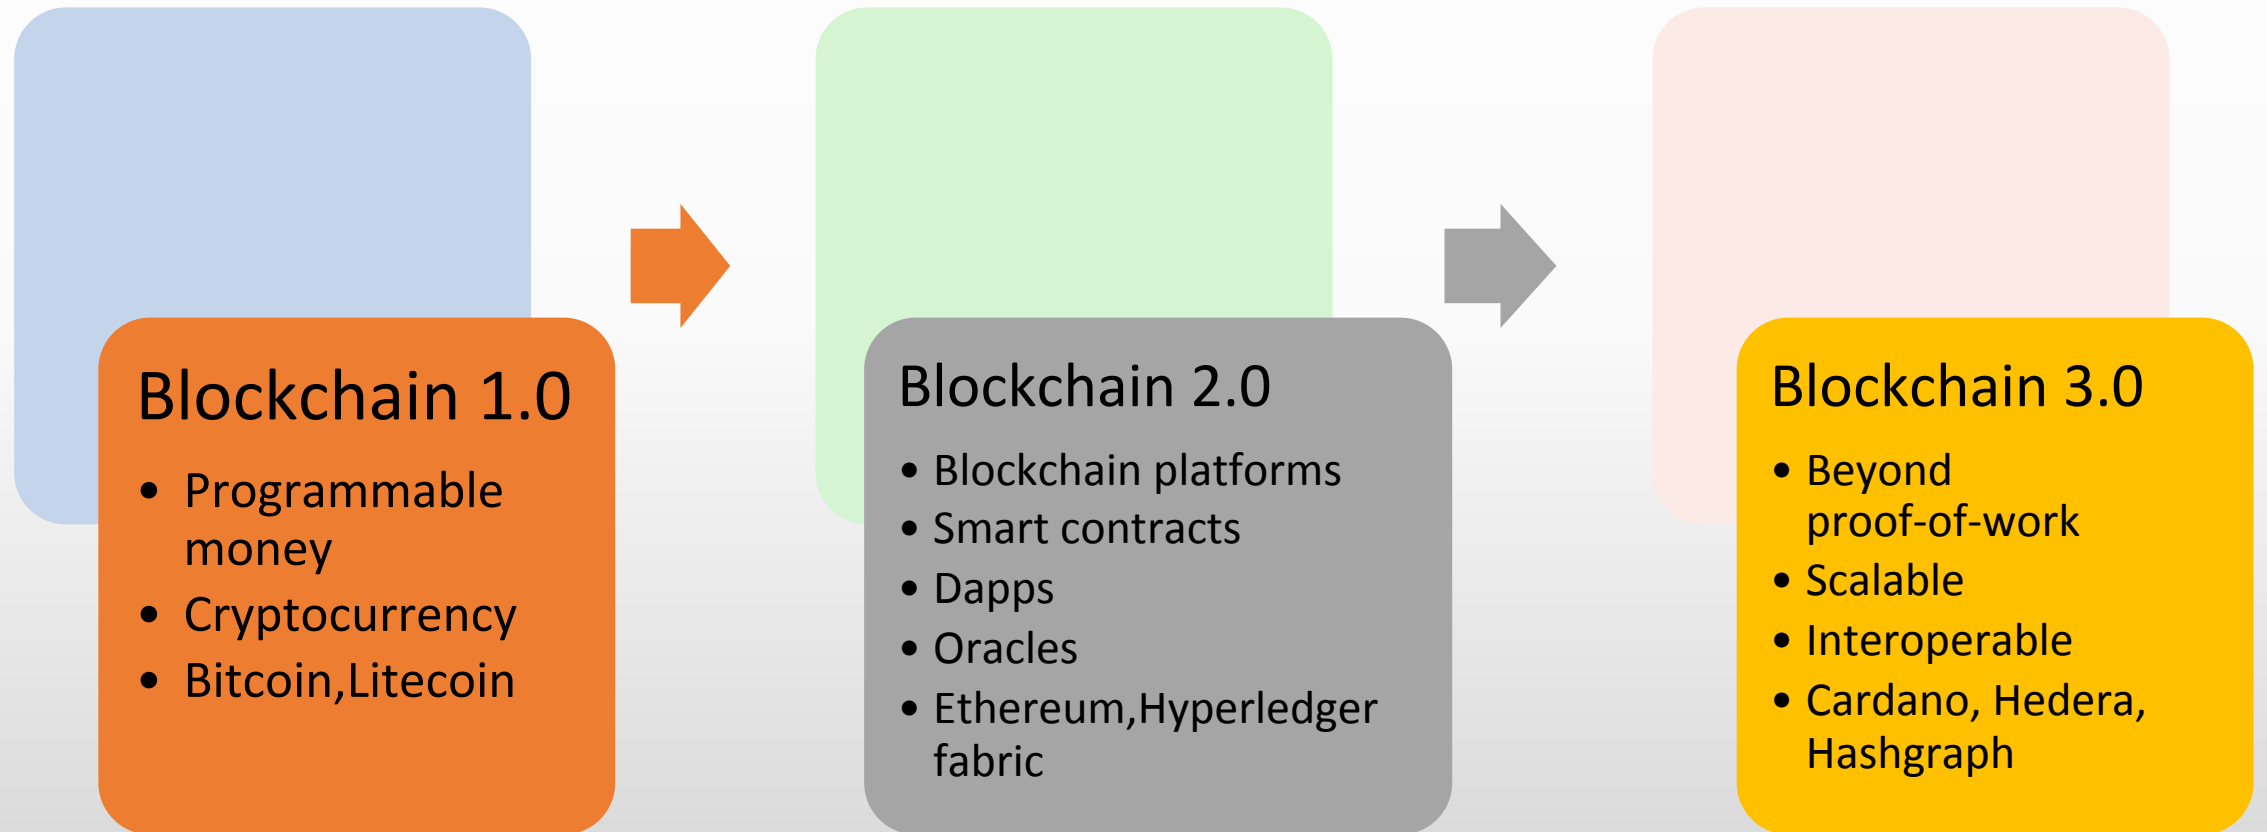 Blockchain 1.0
• Programmable
money
• Cryptocurrency
• Bitcoin,Litecoin
Blockchain 2.0
• Blockchain platforms
• Smart contracts
• Dapps
• Oracles
• Ethereum,Hyperledger
fabric
Blockchain 3.0
• Beyond
proof-of-work
• Scalable
• Interoperable
• Cardano, Hedera,
Hashgraph